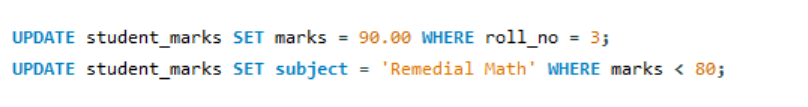 UPDATE student_marks SET marks = 90.00 WHERE roll_no = 3;
UPDATE student_marks SET subject = 'Remedial Math' WHERE marks < 80;